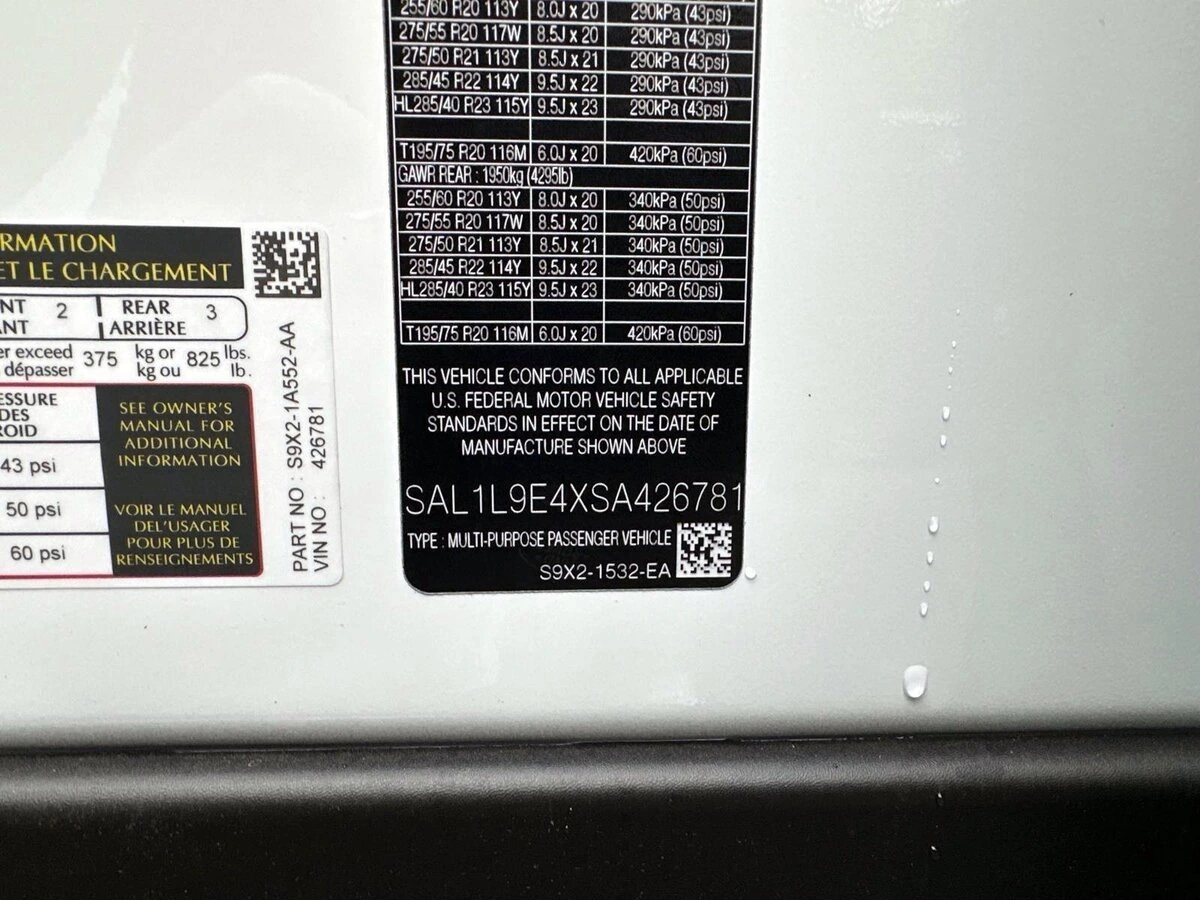 RMATION
ET LE CHARGEMENT
NT 2 REAR 3
ANT ARRIÈRE
er exceed 375 kg or 825 lbs.
dépasser kg ou lb.
ESSURE
DES
ROID
43 psi
50 psi
60 psi
SEE OWNER'S
MANUAL FOR
ADDITIONAL
INFORMATION
VOIR LE MANUEL
DEL'USAGER
POUR PLUS DE
RENSEIGNEMENTS
PART NO : S9X2-1A552-AA
VIN NO : 426781
255/60 R20 113Y 8.0J x 20 290kPa (43psi)
275/55 R20 117W 8.5J x 20 290kPa (43psi)
275/50 R21 113Y 8.5J x 21 290kPa (43psi)
285/45 R22 114Y 9.5J x 22 290kPa (43psi)
HL285/40 R23 115Y 9.5J x 23 290kPa (43psi)
T195/75 R20 116M 6.0J x 20 420kPa (60psi)
GAWR REAR : 1950kg (4295lb)
255/60 R20 113Y 8.0J x 20 340kPa (50psi)
275/55 R20 117W 8.5J x 20 340kPa (50psi)
275/50 R21 113Y 8.5J x 21 340kPa (50psi)
285/45 R22 114Y 9.5J x 22 340kPa (50psi)
HL285/40 R23 115Y 9.5J x 23 340kPa (50psi)
T195/75 R20 116M 6.0J x 20 420kPa (60psi)
THIS VEHICLE CONFORMS TO ALL APPLICABLE
U.S. FEDERAL MOTOR VEHICLE SAFETY
STANDARDS IN EFFECT ON THE DATE OF
MANUFACTURE SHOWN ABOVE
SAL1L9E4XSA426781
TYPE : MULTI-PURPOSE PASSENGER VEHICLE
S9X2-1532-EA